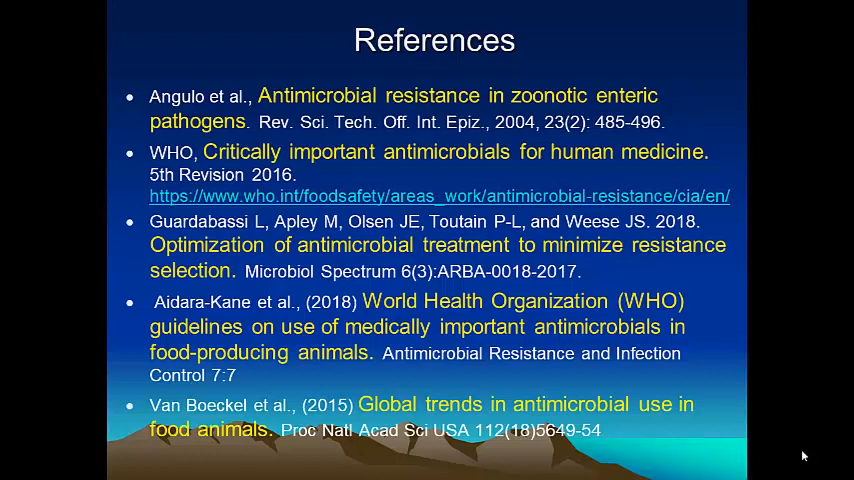 References
• Angulo et al., Antimicrobial resistance in zoonotic enteric
pathogens. Rev. Sci. Tech. Off. Int. Epiz., 2004, 23(2): 485-496.
• WHO, Critically important antimicrobials for human medicine.
5th Revision 2016.
https://www.who.int/foodsafety/areas_work/antimicrobial-resistance/cia/en/
• Guardabassi L, Apley M, Olsen JE, Toutain P-L, and Weese JS. 2018.
Optimization of antimicrobial treatment to minimize resistance
selection. Microbiol Spectrum 6(3):ARBA-0018-2017.
• Aidara-Kane et al., (2018) World Health Organization (WHO)
guidelines on use of medically important antimicrobials in
food-producing animals. Antimicrobial Resistance and Infection
Control 7:7
• Van Boeckel et al., (2015) Global trends in antimicrobial use in
food animals. Proc Natl Acad Sci USA 112(18)5649-54